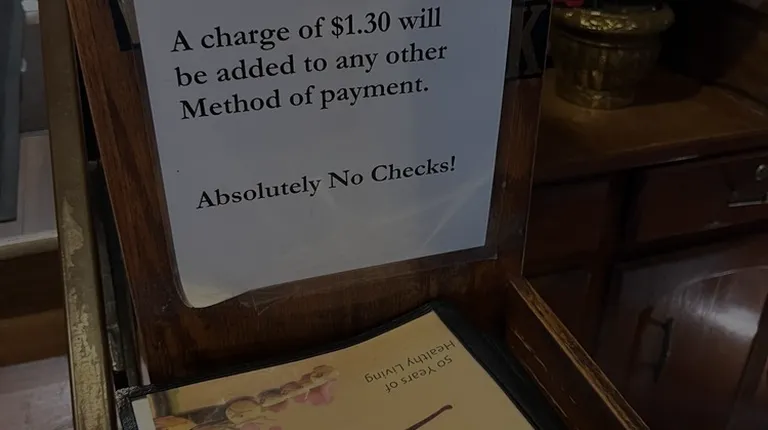 A charge of $1.30 will
be added to any other
Method of payment.
Absolutely No Checks!
50 Years of
Healthy Living